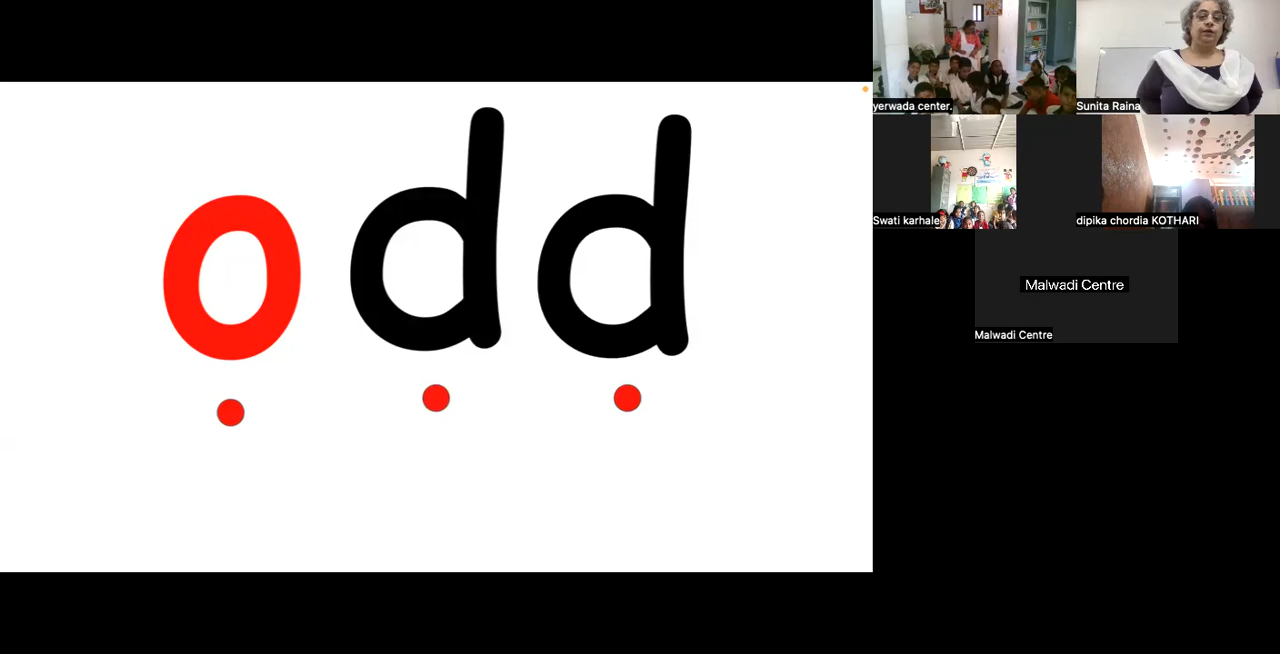 odd
yerwada center.
Sunita Raina
Swati karhale
dipika chordia KOTHARI
Malwadi Centre
Malwadi Centre